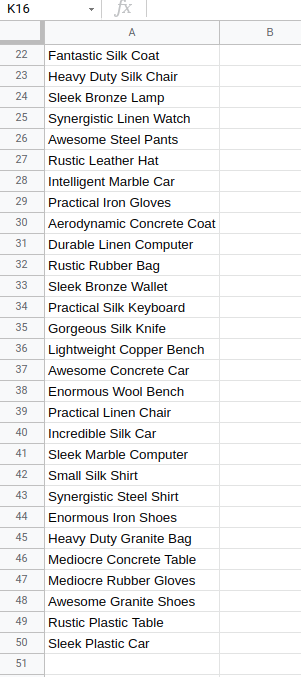 K16 fx
A B
22 Fantastic Silk Coat
23 Heavy Duty Silk Chair
24 Sleek Bronze Lamp
25 Synergistic Linen Watch
26 Awesome Steel Pants
27 Rustic Leather Hat
28 Intelligent Marble Car
29 Practical Iron Gloves
30 Aerodynamic Concrete Coat
31 Durable Linen Computer
32 Rustic Rubber Bag
33 Sleek Bronze Wallet
34 Practical Silk Keyboard
35 Gorgeous Silk Knife
36 Lightweight Copper Bench
37 Awesome Concrete Car
38 Enormous Wool Bench
39 Practical Linen Chair
40 Incredible Silk Car
41 Sleek Marble Computer
42 Small Silk Shirt
43 Synergistic Steel Shirt
44 Enormous Iron Shoes
45 Heavy Duty Granite Bag
46 Mediocre Concrete Table
47 Mediocre Rubber Gloves
48 Awesome Granite Shoes
49 Rustic Plastic Table
50 Sleek Plastic Car
51